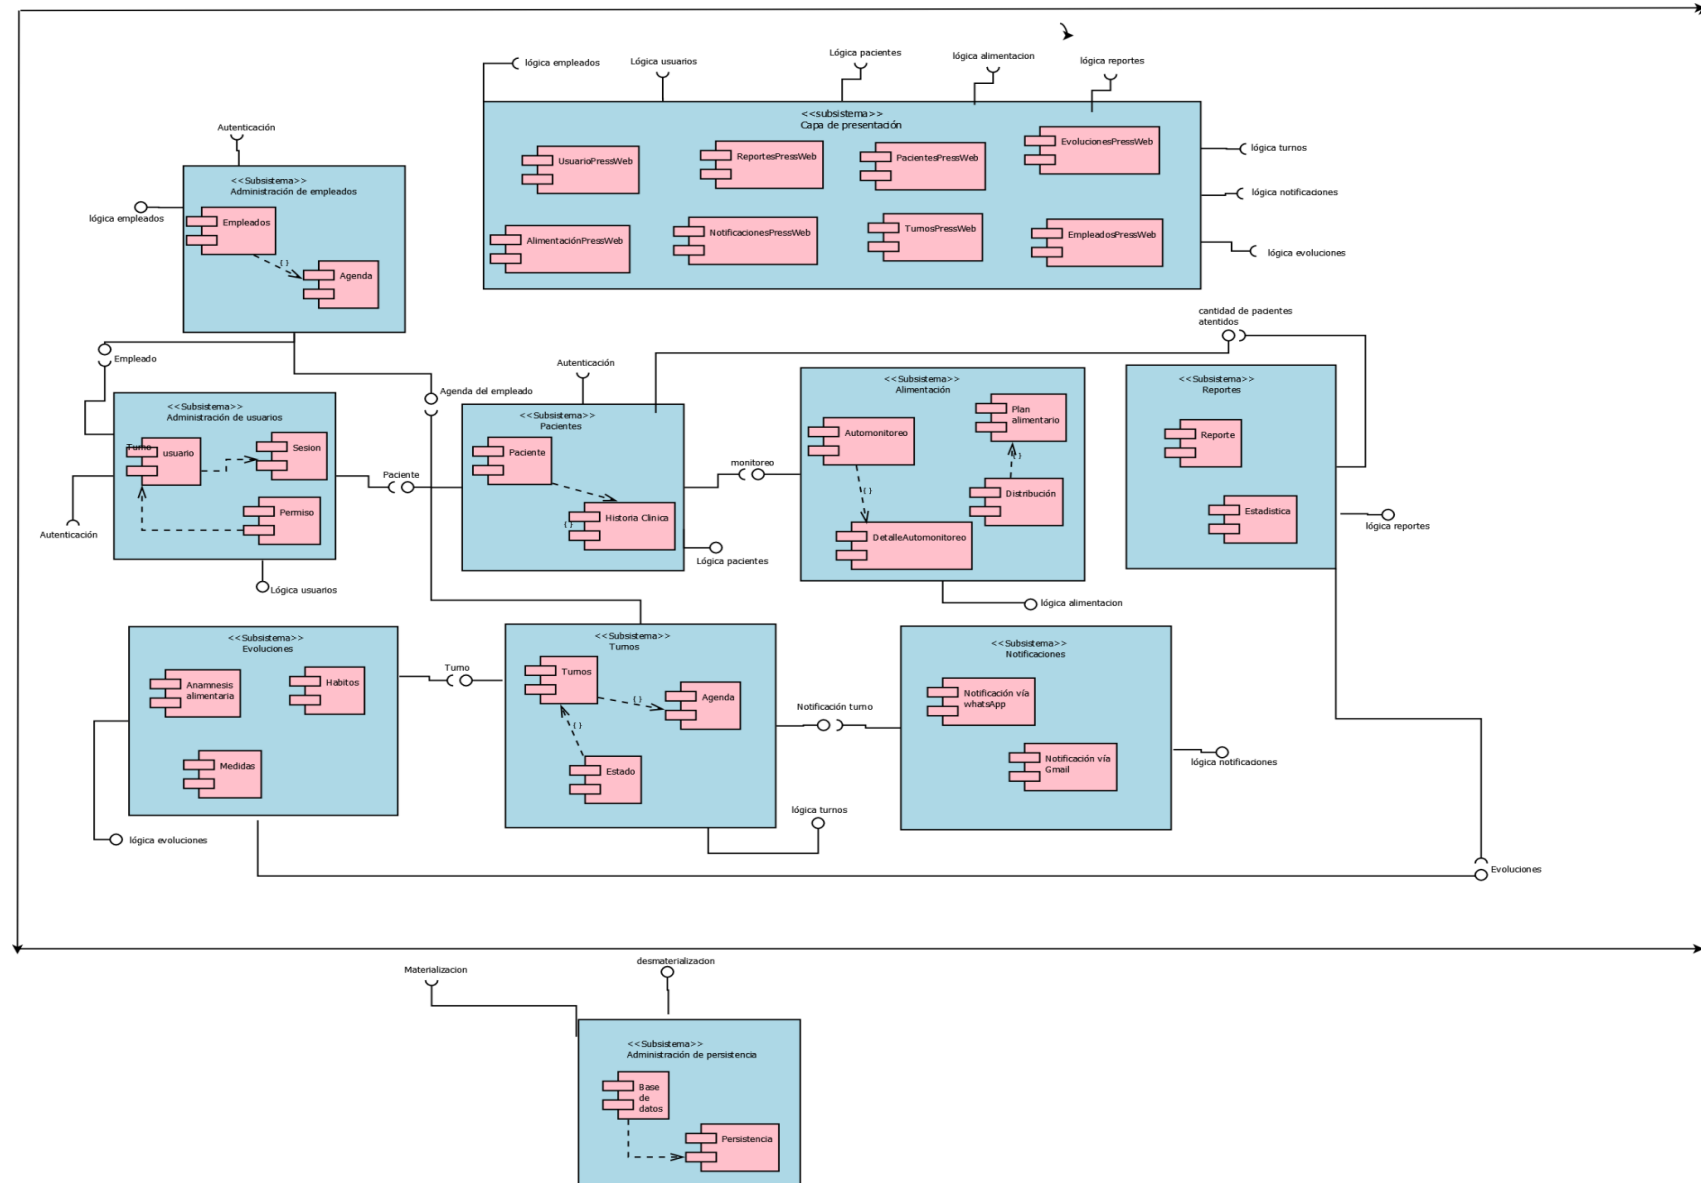 lógica empleados
Lógica usuarios
Lógica pacientes
lógica alimentacion
lógica reportes
<<subsistema>>
Capa de presentación
UsuarioPressWeb
ReportesPressWeb
PacientesPressWeb
EvolucionesPressWeb
AlimentaciónPressWeb
NotificacionesPressWeb
TurnosPressWeb
EmpleadosPressWeb
lógica turnos
lógica notificaciones
lógica evoluciones
Autenticación
<<Subsistema>>
Administración de empleados
lógica empleados
Empleados
{ }
Agenda
cantidad de pacientes
atentidos
Empleado
Agenda del empleado
Autenticación
<<Subsistema>>
Administración de usuarios
Turno
usuario
Sesion
Permiso
Autenticación
Lógica usuarios
Paciente
<<Subsistema>>
Pacientes
Paciente
{ }
Historia Clinica
monitoreo
Lógica pacientes
<<Subsistema>>
Alimentación
Automonitoreo
Plan
alimentario
{ }
{ }
Distribución
DetalleAutomonitoreo
lógica alimentacion
<<Subsistema>>
Reportes
Reporte
Estadistica
lógica reportes
<<Subsistema>>
Evoluciones
Anamnesis
alimentaria
Habitos
Medidas
lógica evoluciones
Turno
<<Subsistema>>
Turnos
Turnos
{ }
Agenda
{ }
Estado
Notificación turno
lógica turnos
<<Subsistema>>
Notificaciones
Notificación vía
whatsApp
Notificación vía
Gmail
lógica notificaciones
Evoluciones
Materializacion
desmaterializacion
<<Subsistema>>
Administración de persistencia
Base
de
datos
Persistencia